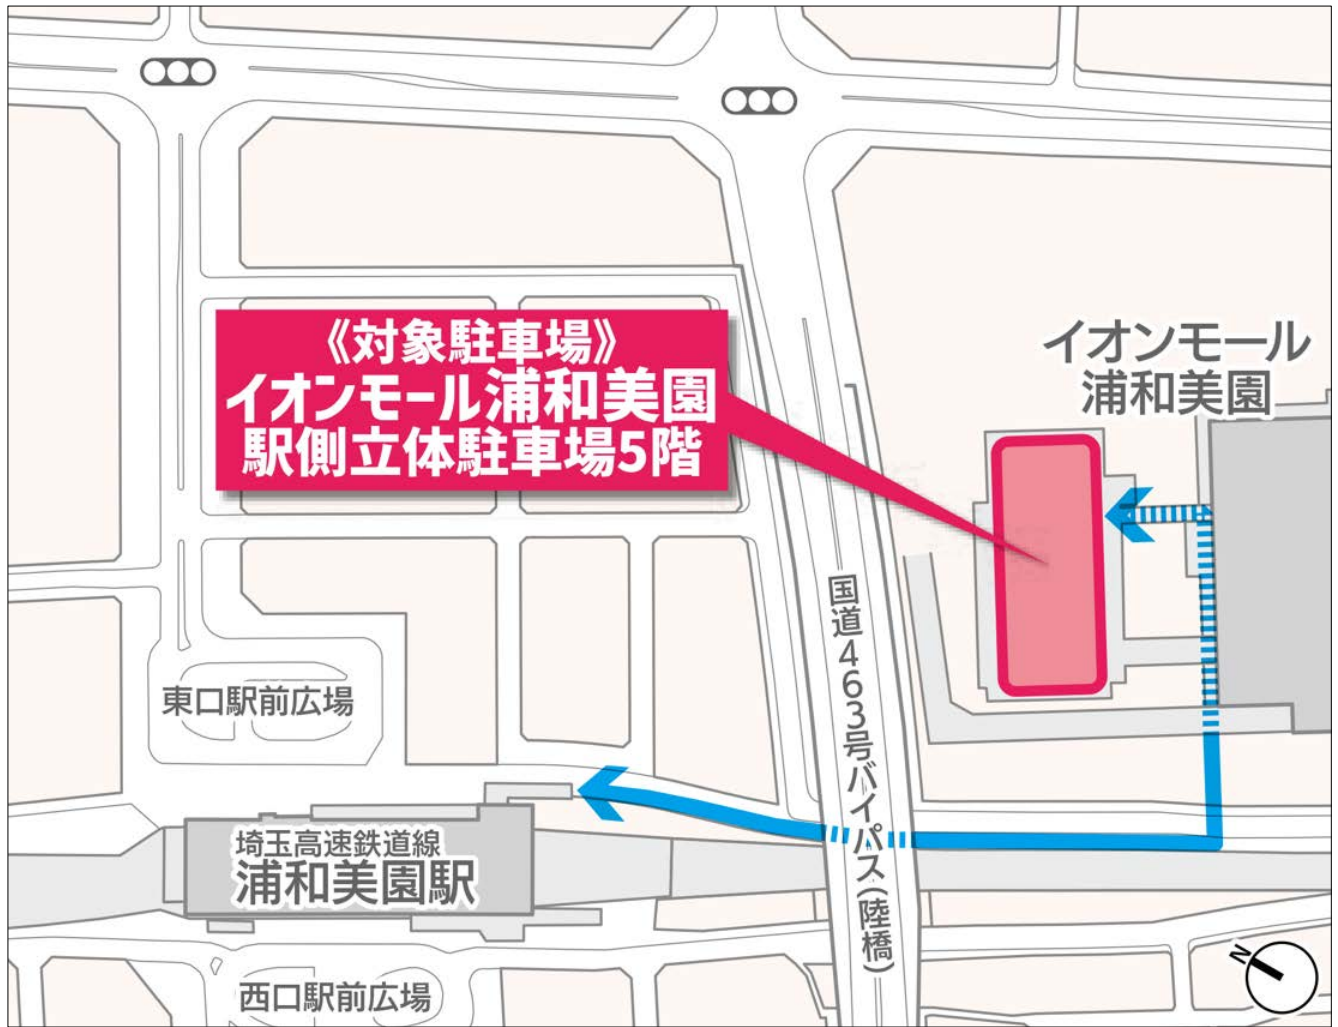 《対象駐車場》
イオンモール浦和美園
駅側立体駐車場5階
イオンモール
浦和美園
国道463号バイパス(陸橋)
東口駅前広場
埼玉高速鉄道線
浦和美園駅
西口駅前広場
N